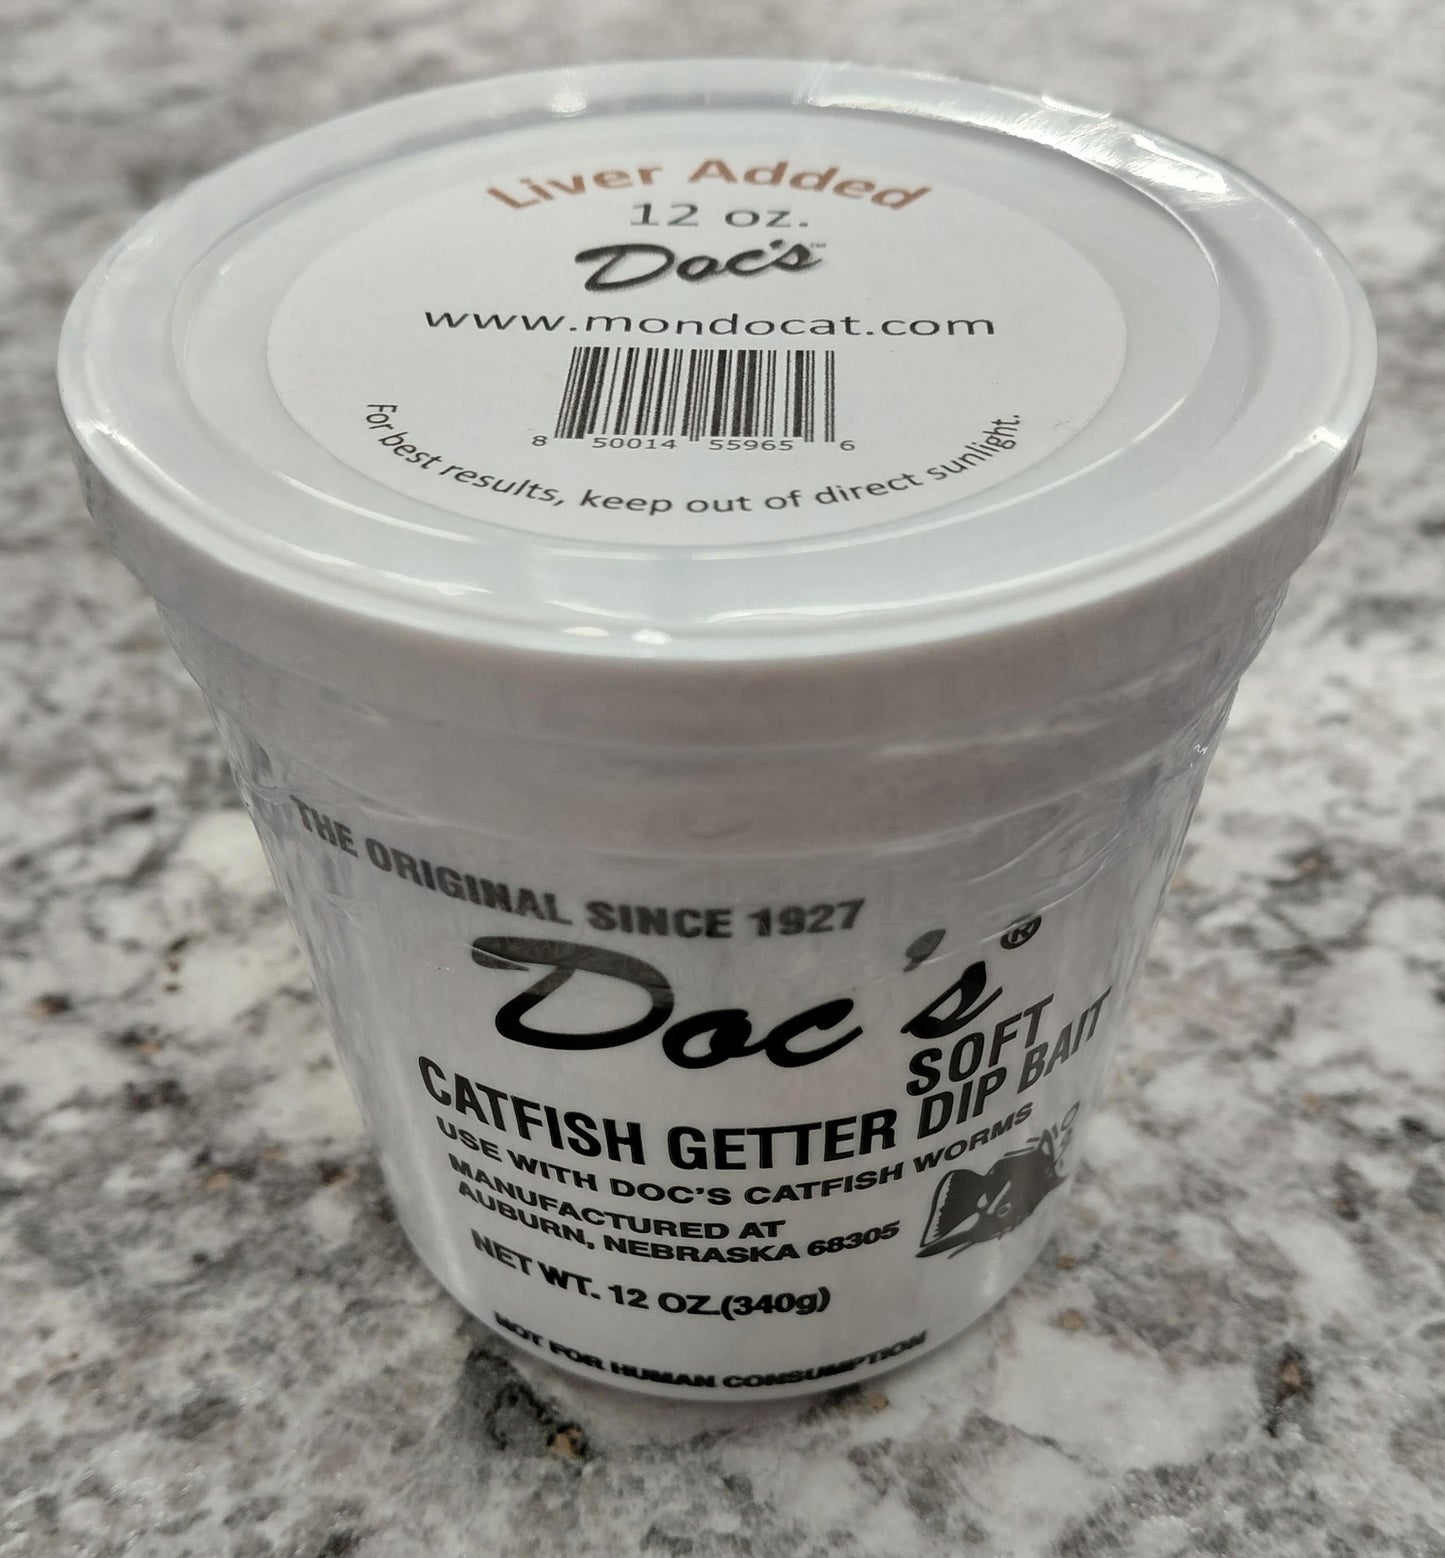 Liver Added
12 oz.
Doc's™
www.mondocat.com
8 50014 55965 6
For best results, keep out of direct sunlight.
THE ORIGINAL SINCE 1927
Doc's®
SOFT
CATFISH GETTER DIP BAIT
USE WITH DOC'S CATFISH WORMS
MANUFACTURED AT
AUBURN, NEBRASKA 68305
NET WT. 12 OZ.(340g)
NOT FOR HUMAN CONSUMPTION